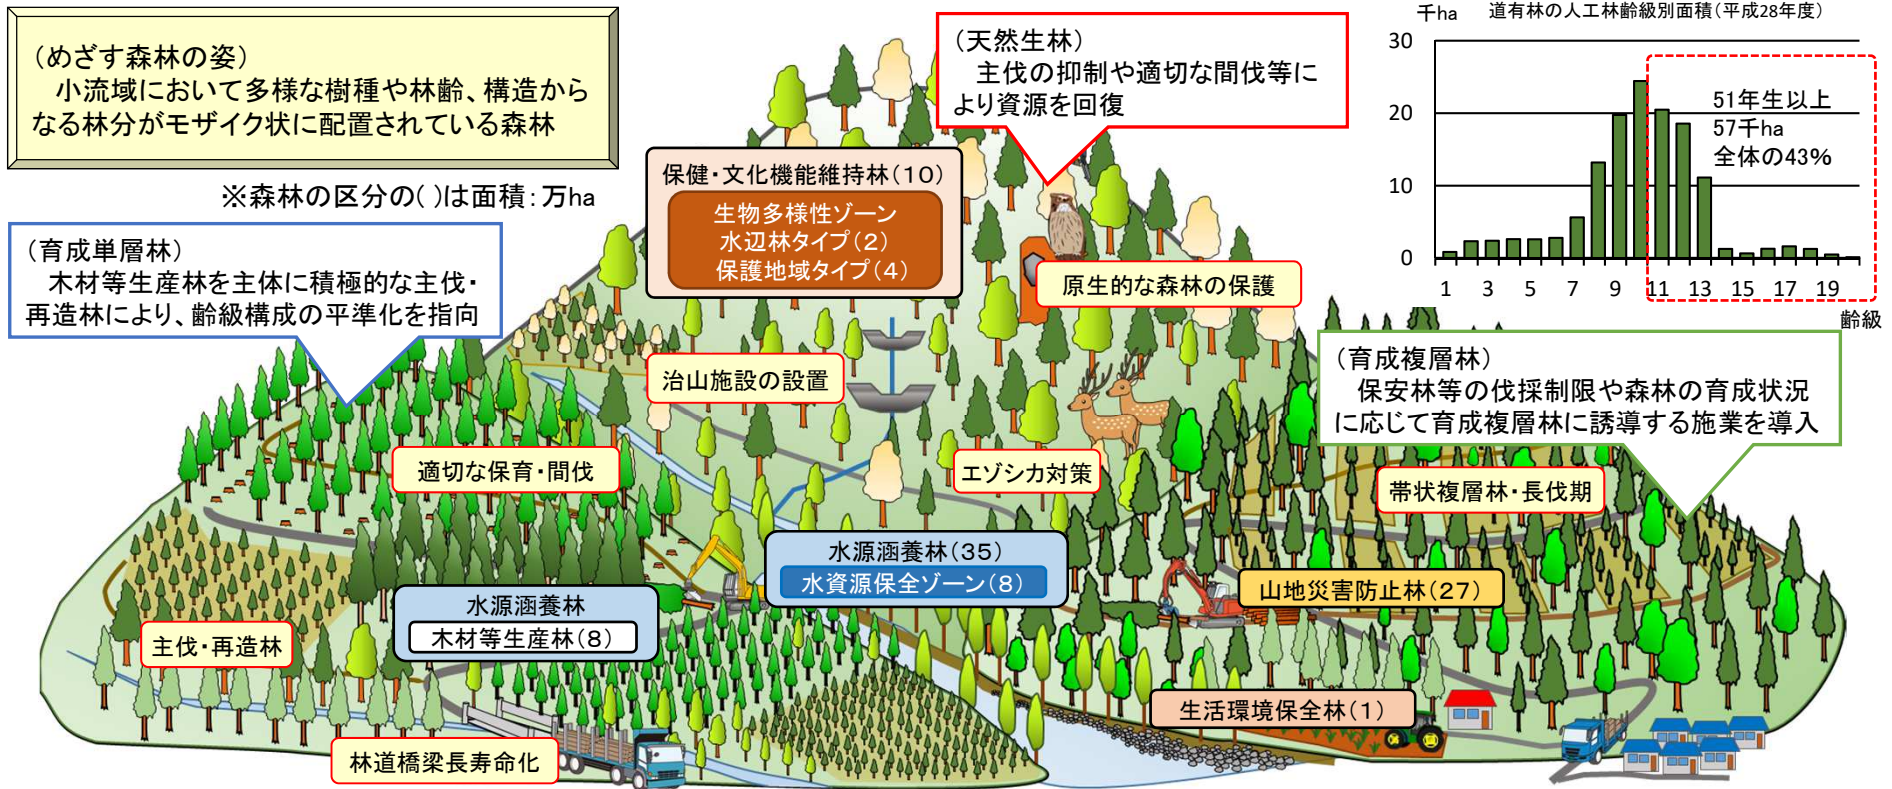 (めざす森林の姿)
小流域において多様な樹種や林齢、構造から
なる林分がモザイク状に配置されている森林
※森林の区分の( )は面積:万ha
(育成単層林)
木材等生産林を主体に積極的な主伐・
再造林により、齢級構成の平準化を指向
保健・文化機能維持林(10)
生物多様性ゾーン
水辺林タイプ(2)
保護地域タイプ(4)
(天然生林)
主伐の抑制や適切な間伐等に
より資源を回復
千ha 道有林の人工林齢級別面積(平成28年度)
30
20
10
0
51年生以上
57千ha
全体の43%
1 3 5 7 9 11 13 15 17 19
齢級
原生的な森林の保護
(育成複層林)
保安林等の伐採制限や森林の育成状況
に応じて育成複層林に誘導する施業を導入
治山施設の設置
適切な保育・間伐
エゾシカ対策
帯状複層林・長伐期
水源涵養林(35)
水資源保全ゾーン(8)
山地災害防止林(27)
水源涵養林
木材等生産林(8)
主伐・再造林
生活環境保全林(1)
林道橋梁長寿命化